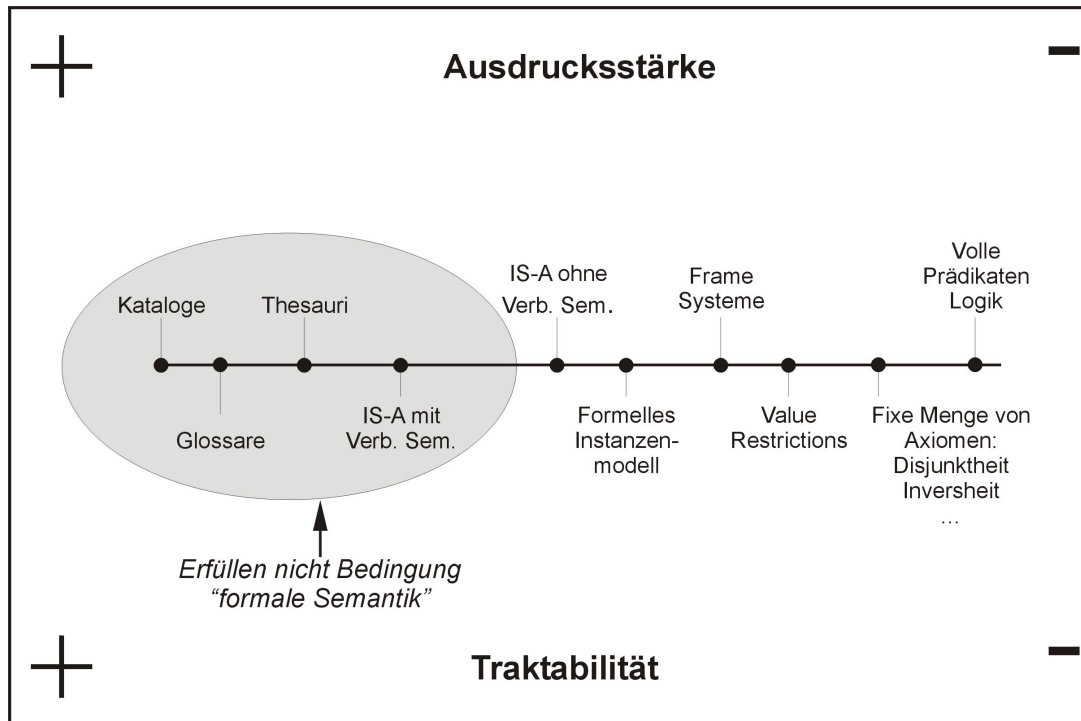 +
Ausdrucksstärke
-
Kataloge
Thesauri
IS-A ohne
Verb. Sem.
Frame
Systeme
Volle
Prädikaten
Logik
Glossare
IS-A mit
Verb. Sem.
Formelles
Instanzen-
modell
Value
Restrictions
Fixe Menge von
Axiomen:
Disjunktheit
Inversheit
...
Erfüllen nicht Bedingung
“formale Semantik”
+
Traktabilität
-